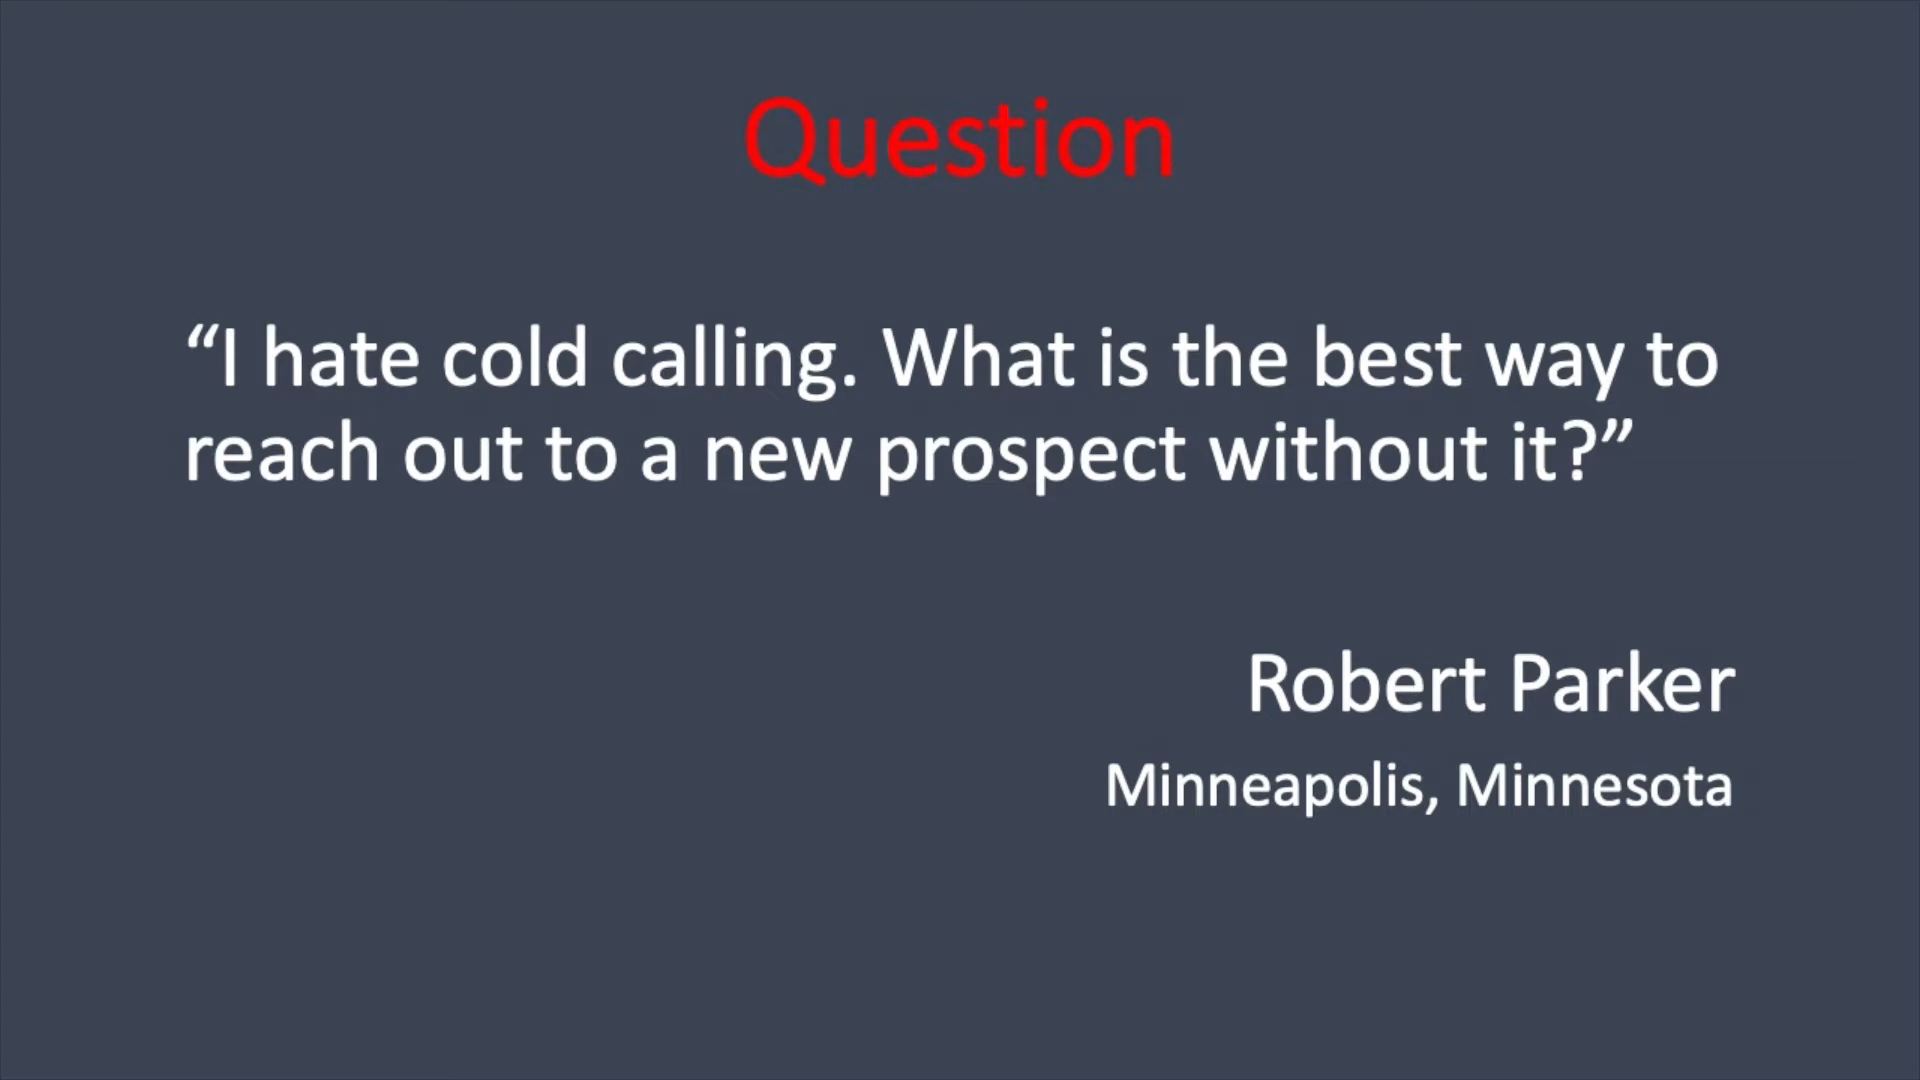 Question
“I hate cold calling. What is the best way to
reach out to a new prospect without it?”
Robert Parker
Minneapolis, Minnesota